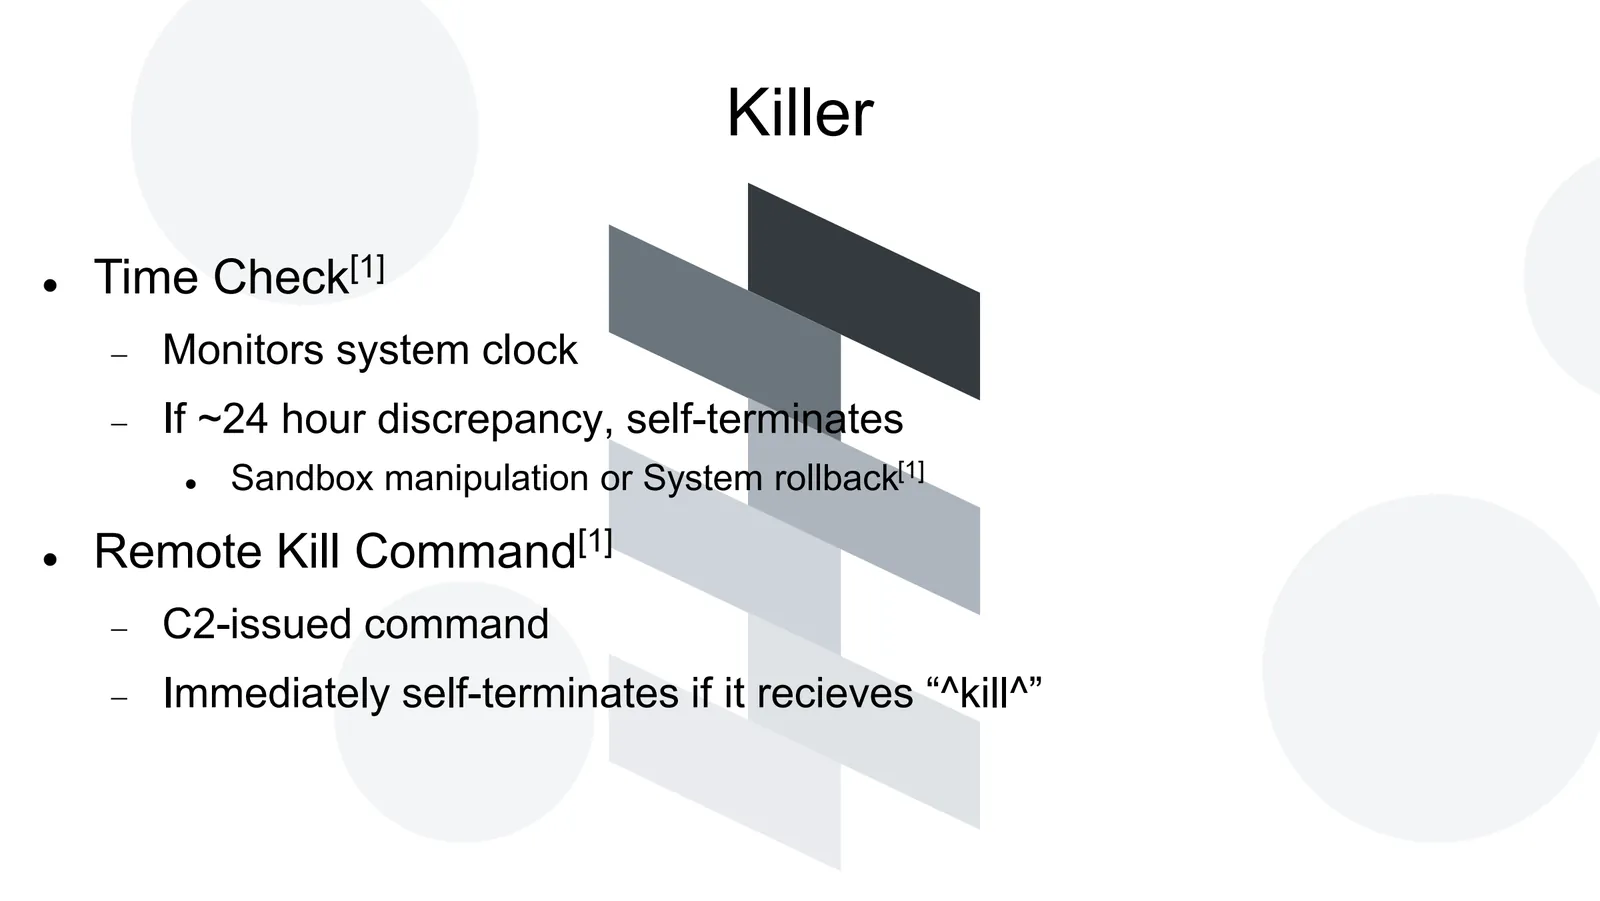 Killer
Time Check[1]
Monitors system clock
If ~24 hour discrepancy, self-terminates
Sandbox manipulation or System rollback[1]
Remote Kill Command[1]
C2-issued command
Immediately self-terminates if it recieves “^kill^”